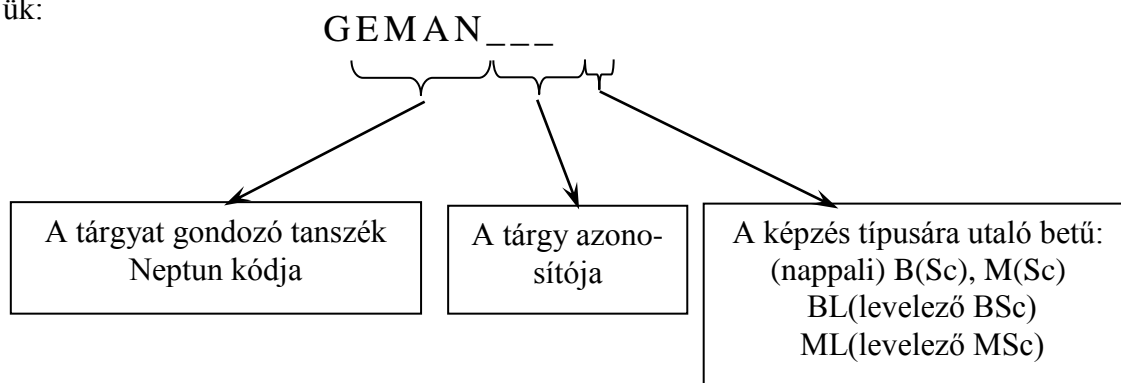 ük:
GEMAN___
A tárgyat gondozó tanszék
Neptun kódja
A tárgy azono-
sítója
A képzés típusára utaló betű:
(nappali) B(Sc), M(Sc)
BL(levelező BSc)
ML(levelező MSc)